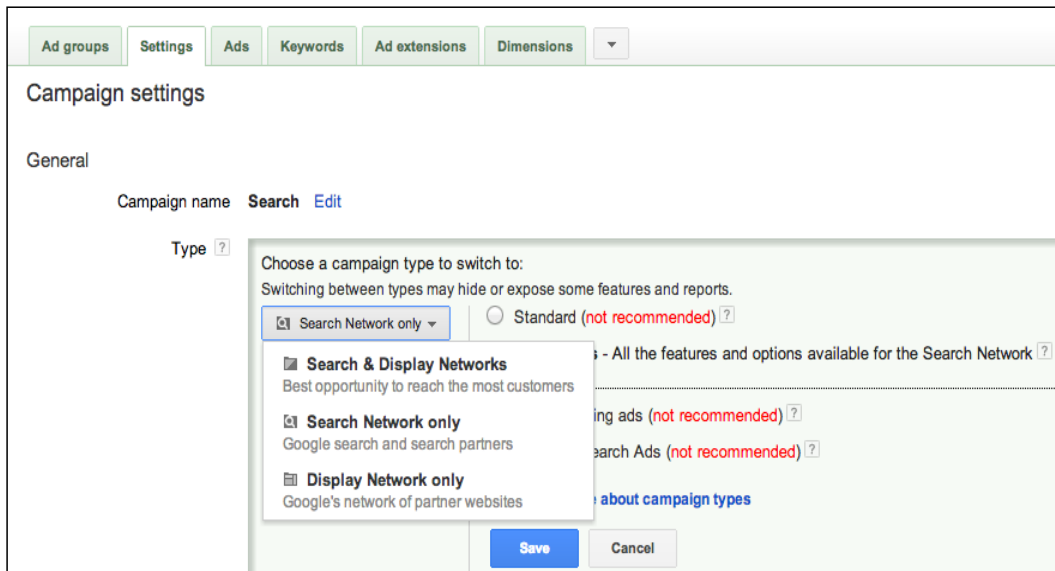 Ad groups Settings Ads Keywords Ad extensions Dimensions
Campaign settings
General
Campaign name Search Edit
Type ?
Choose a campaign type to switch to:
Switching between types may hide or expose some features and reports.
Search Network only
Standard (not recommended) ?
- All the features and options available for the Search Network ?
Search & Display Networks
Best opportunity to reach the most customers
ads (not recommended) ?
Search Network only
Google search and search partners
Ads (not recommended) ?
Display Network only
Google's network of partner websites
about campaign types
Save Cancel